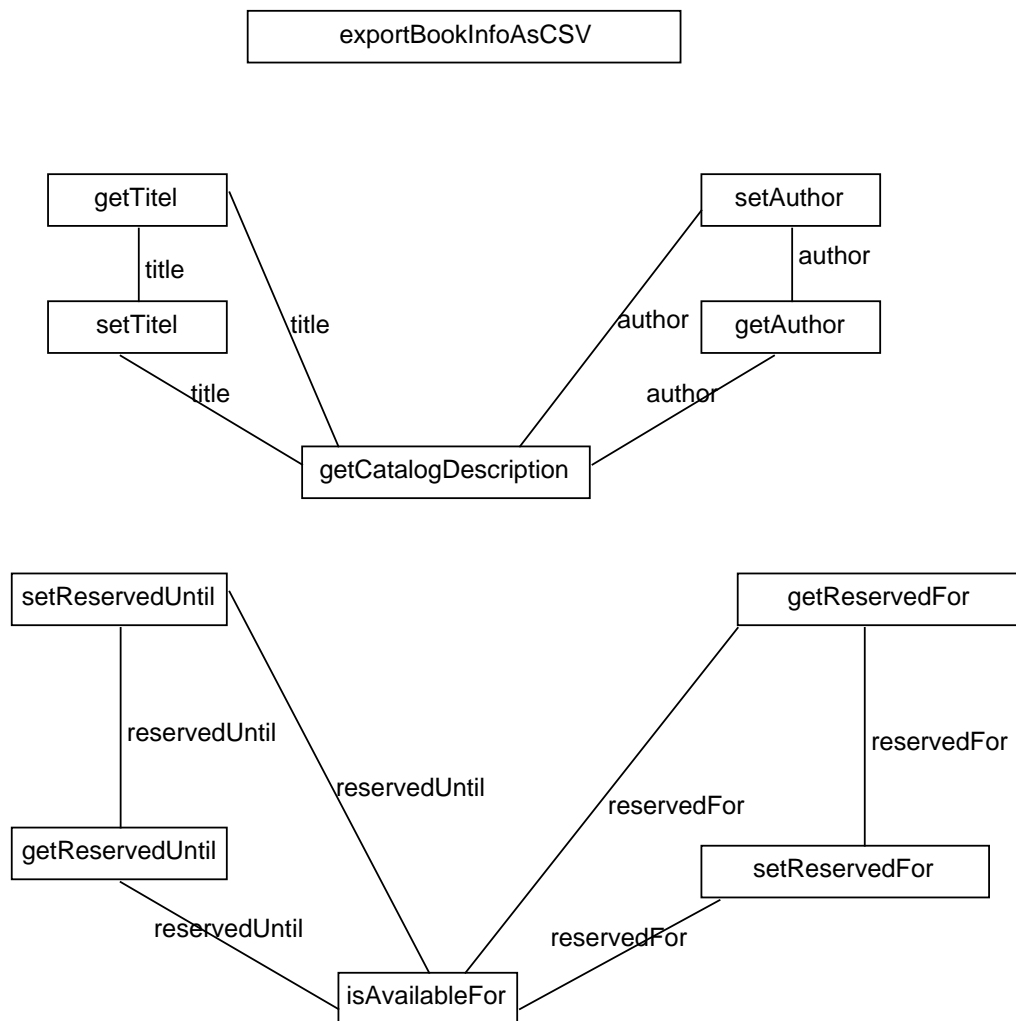 exportBookInfoAsCSV
getTitel
setAuthor
title
author
setTitel
getAuthor
title
author
title
author
getCatalogDescription
setReservedUntil
getReservedFor
reservedUntil
reservedFor
reservedUntil
reservedFor
getReservedUntil
setReservedFor
reservedUntil
reservedFor
isAvailableFor